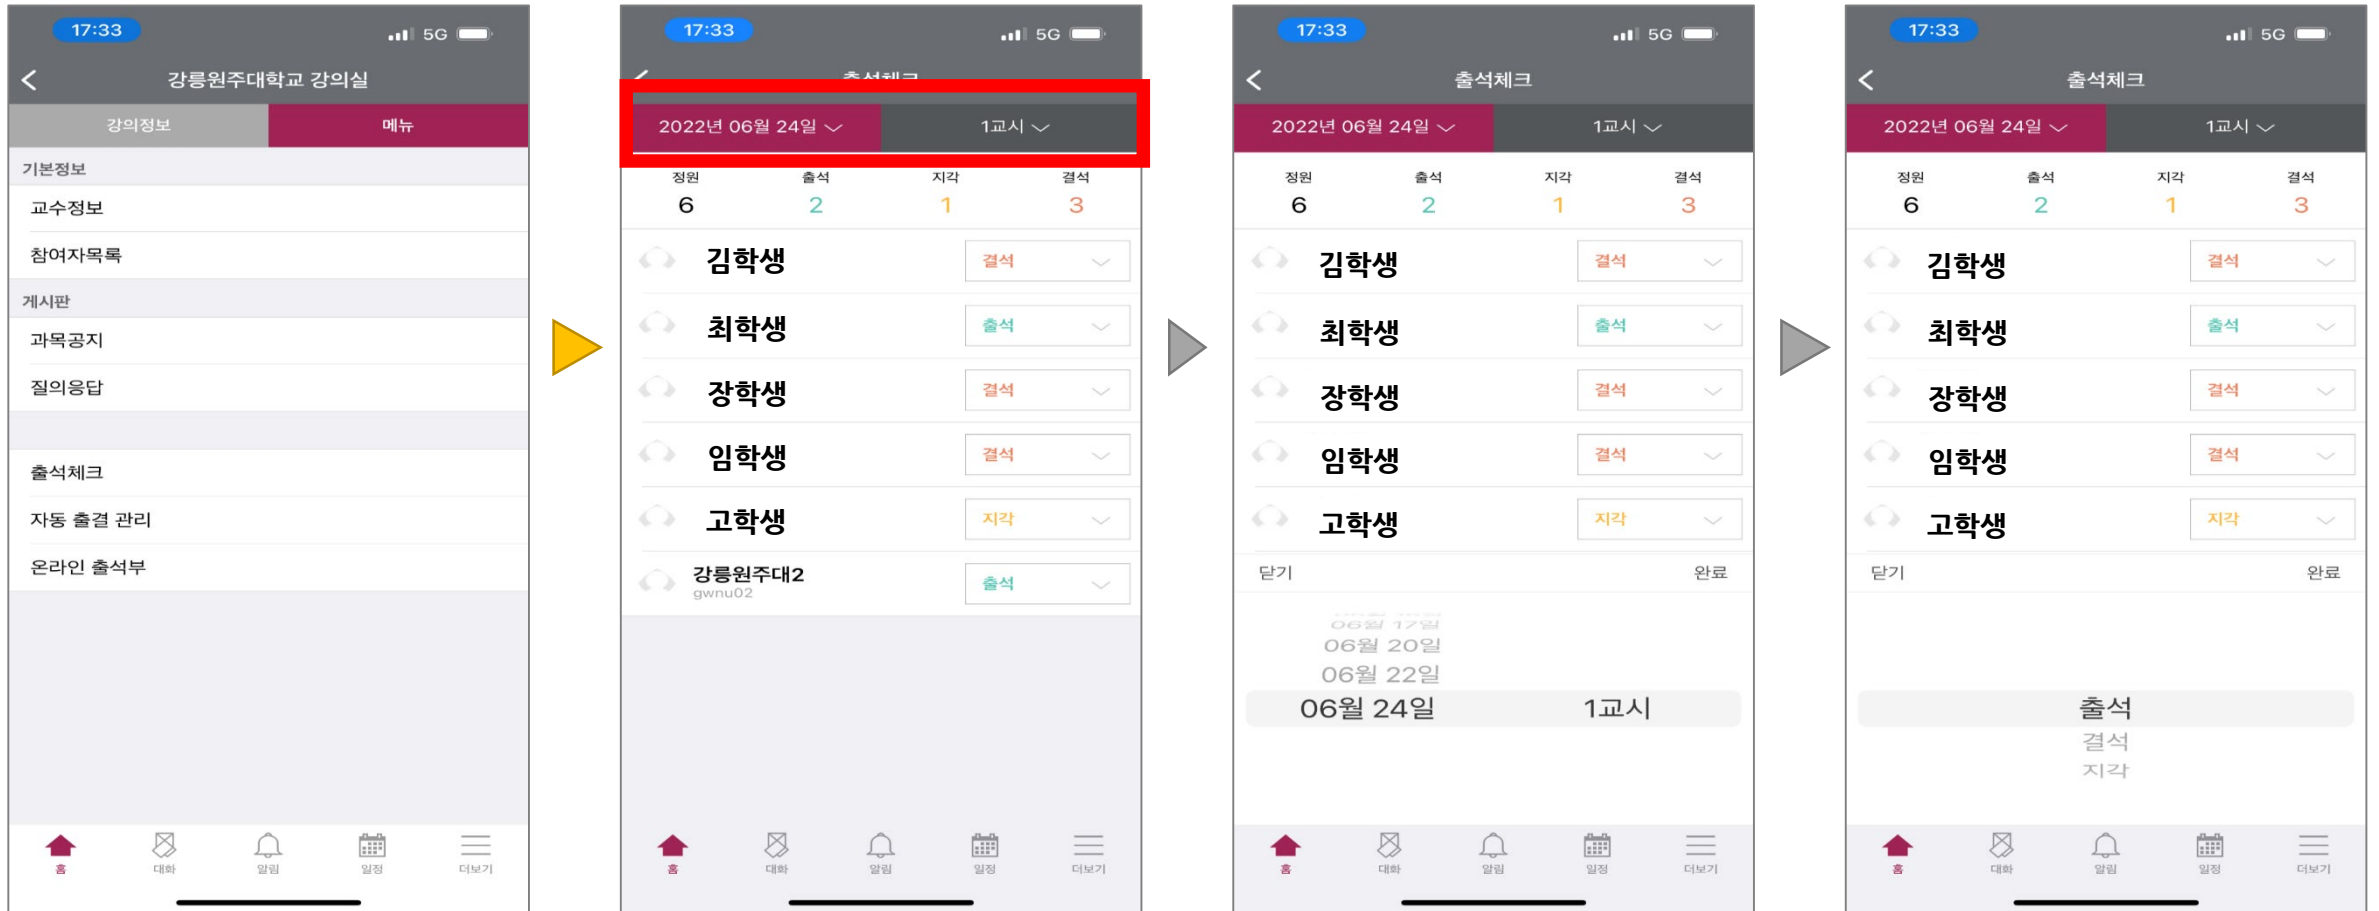 17:33
5G
강릉원주대학교 강의실
강의정보 메뉴
기본정보
교수정보
참여자목록
게시판
과목공지
질의응답
출석체크
자동 출결 관리
온라인 출석부
홈 대화 알림 일정 더보기
17:33
5G
출석체크
2022년 06월 24일 1교시
정원 출석 지각 결석
6 2 1 3
김학생 결석
최학생 출석
장학생 결석
임학생 결석
고학생 지각
강릉원주대2 출석
gwnu02
홈 대화 알림 일정 더보기
17:33
5G
출석체크
2022년 06월 24일 1교시
정원 출석 지각 결석
6 2 1 3
김학생 결석
최학생 출석
장학생 결석
임학생 결석
고학생 지각
닫기 완료
06월 17일
06월 20일
06월 22일
06월 24일 1교시
홈 대화 알림 일정 더보기
17:33
5G
출석체크
2022년 06월 24일 1교시
정원 출석 지각 결석
6 2 1 3
김학생 결석
최학생 출석
장학생 결석
임학생 결석
고학생 지각
닫기 완료
출석
결석
지각
홈 대화 알림 일정 더보기